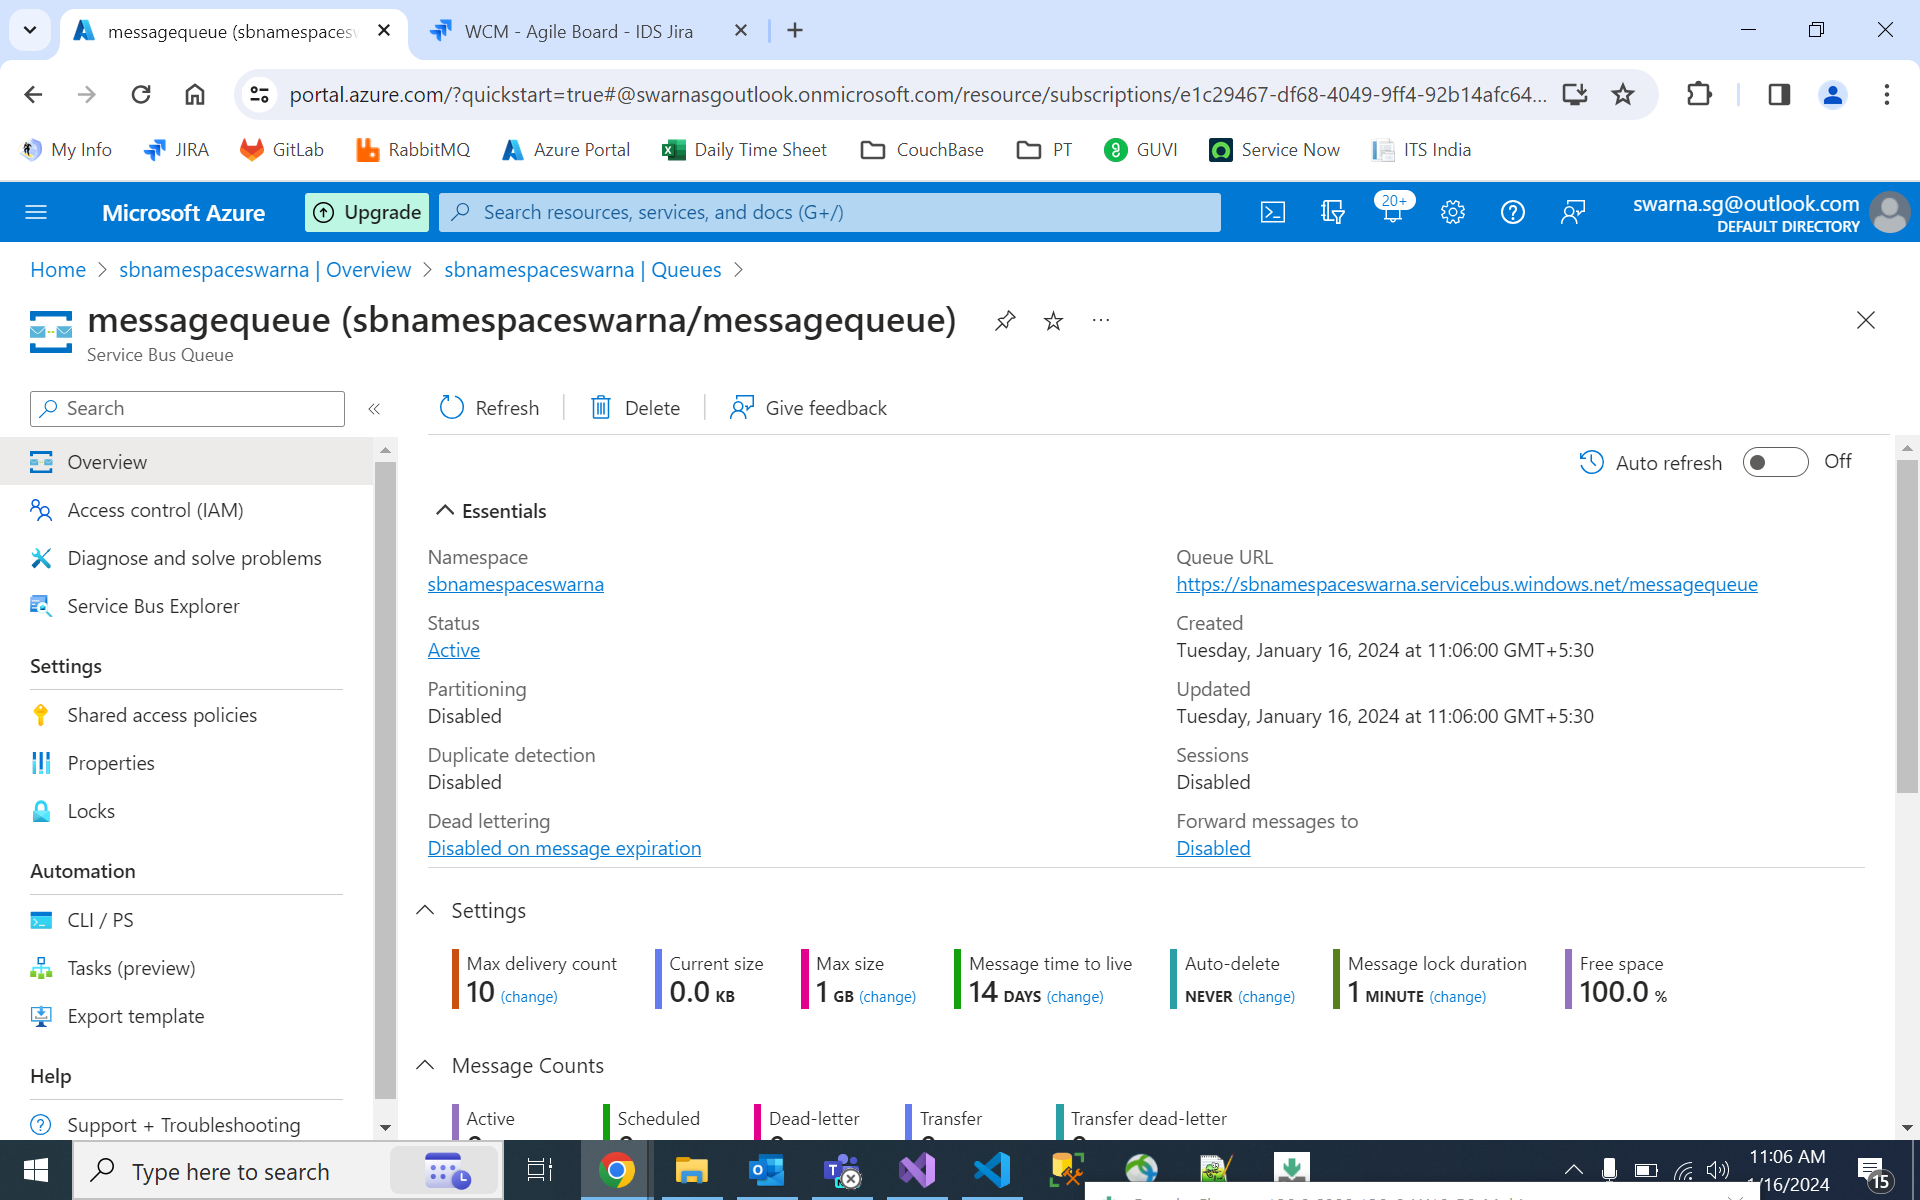 messagequeue (sbnamespacesw
WCM - Agile Board - IDS Jira
portal.azure.com/?quickstart=true#@swarnasgoutlook.onmicrosoft.com/resource/subscriptions/e1c29467-df68-4049-9ff4-92b14afc64...
My Info
JIRA
GitLab
RabbitMQ
Azure Portal
Daily Time Sheet
CouchBase
PT
GUVI
Service Now
ITS India
Microsoft Azure
Upgrade
Search resources, services, and docs (G+/)
20+
swarna.sg@outlook.com
DEFAULT DIRECTORY
Home > sbnamespaceswarna | Overview > sbnamespaceswarna | Queues >
messagequeue (sbnamespaceswarna/messagequeue)
Service Bus Queue
Search
Refresh
Delete
Give feedback
Auto refresh
Off
Overview
Access control (IAM)
Diagnose and solve problems
Service Bus Explorer
Settings
Shared access policies
Properties
Locks
Automation
CLI / PS
Tasks (preview)
Export template
Help
Support + Troubleshooting
Essentials
Namespace
sbnamespaceswarna
Status
Active
Partitioning
Disabled
Duplicate detection
Disabled
Dead lettering
Disabled on message expiration
Queue URL
https://sbnamespaceswarna.servicebus.windows.net/messagequeue
Created
Tuesday, January 16, 2024 at 11:06:00 GMT+5:30
Updated
Tuesday, January 16, 2024 at 11:06:00 GMT+5:30
Sessions
Disabled
Forward messages to
Disabled
Settings
Max delivery count
10 (change)
Current size
0.0 KB
Max size
1 GB (change)
Message time to live
14 DAYS (change)
Auto-delete
NEVER (change)
Message lock duration
1 MINUTE (change)
Free space
100.0 %
Message Counts
Active
Scheduled
Dead-letter
Transfer
Transfer dead-letter
Type here to search
11:06 AM
1/16/2024
15